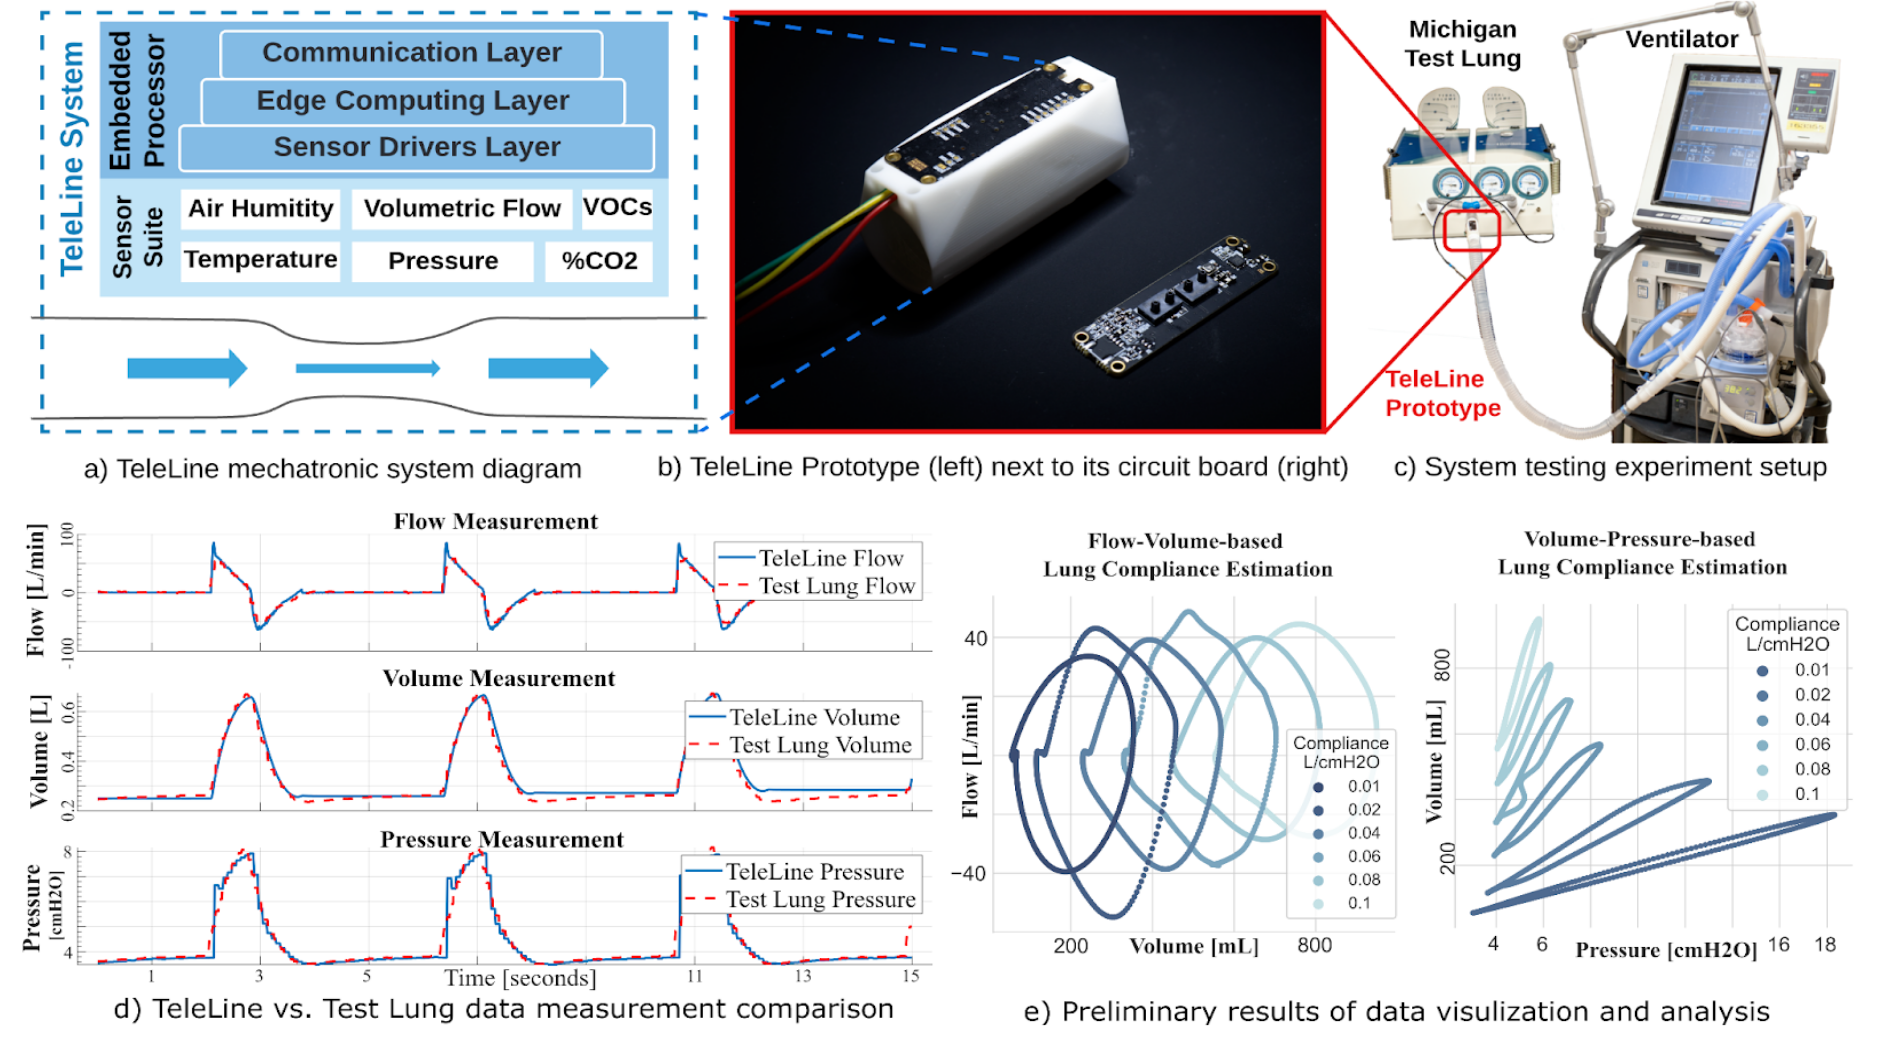 TeleLine System
Embedded
Processor
Communication Layer
Edge Computing Layer
Sensor Drivers Layer
Sensor
Suite
Air Humitity
Volumetric Flow
VOCs
Temperature
Pressure
%CO2
a) TeleLine mechatronic system diagram
b) TeleLine Prototype (left) next to its circuit board (right)
Michigan
Test Lung
Ventilator
TeleLine
Prototype
c) System testing experiment setup
Flow Measurement
Flow [L/min]
100
0
-100
TeleLine Flow
Test Lung Flow
Volume Measurement
Volume [L]
0.6
0.4
0.2
TeleLine Volume
Test Lung Volume
Pressure Measurement
Pressure
[cmH2O]
8
4
TeleLine Pressure
Test Lung Pressure
1
3
5
Time [seconds]
11
13
15
d) TeleLine vs. Test Lung data measurement comparison
Flow-Volume-based
Lung Compliance Estimation
Flow [L/min]
40
−40
Compliance
L/cmH2O
0.01
0.02
0.04
0.06
0.08
0.1
200
Volume [mL]
800
Volume-Pressure-based
Lung Compliance Estimation
Volume [mL]
800
200
Compliance
L/cmH2O
0.01
0.02
0.04
0.06
0.08
0.1
4
6
Pressure [cmH2O]
16
18
e) Preliminary results of data visulization and analysis